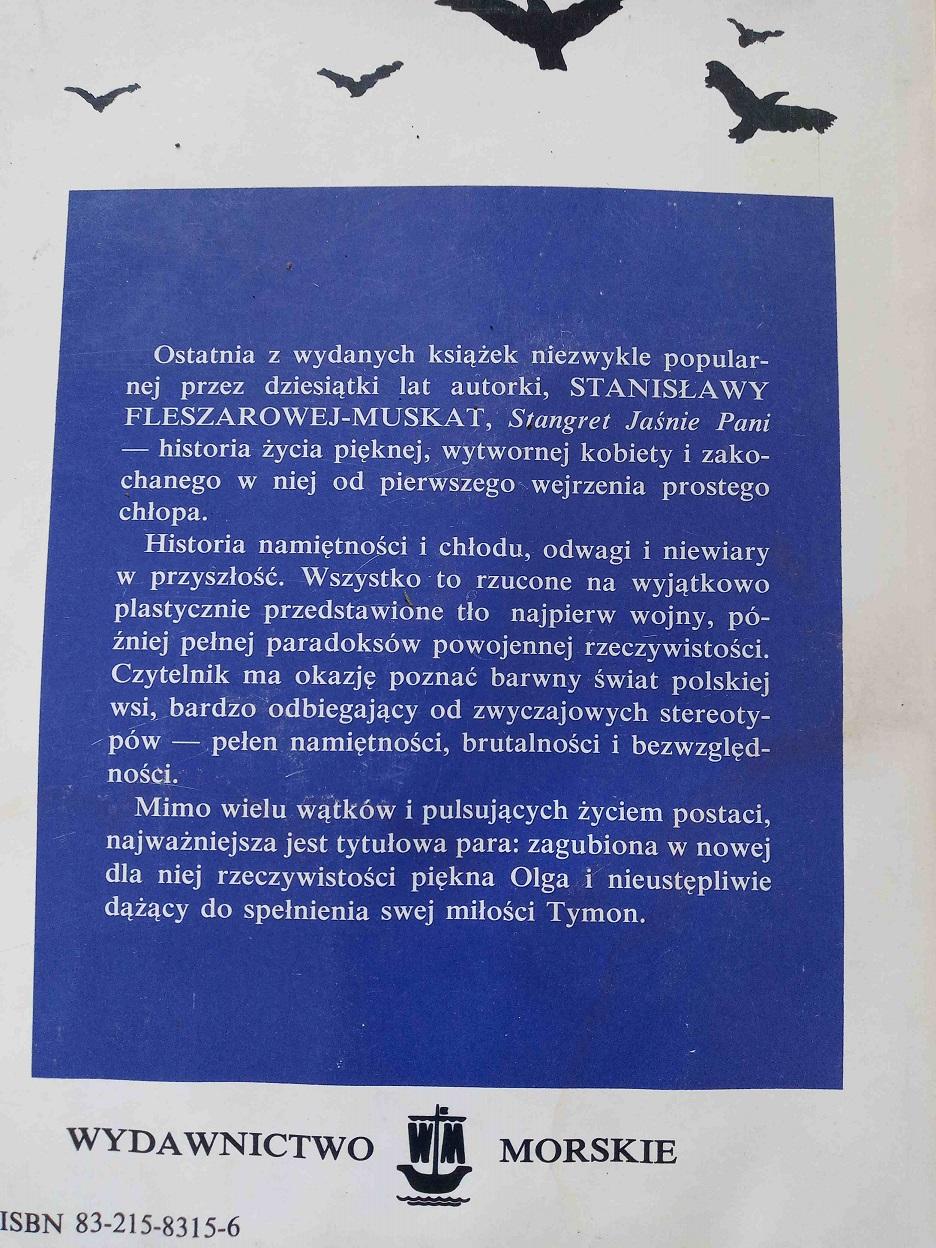 Ostatnia z wydanych książek niezwykle popular-
nej przez dziesiątki lat autorki, STANISŁAWY
FLESZAROWEJ-MUSKAT, Stangret Jaśnie Pani
— historia życia pięknej, wytwornej kobiety i zako-
chanego w niej od pierwszego wejrzenia prostego
chłopa.
Historia namiętności i chłodu, odwagi i niewiary
w przyszłość. Wszystko to rzucone na wyjątkowo
plastycznie przedstawione tło najpierw wojny, pó-
źniej pełnej paradoksów powojennej rzeczywistości.
Czytelnik ma okazję poznać barwny świat polskiej
wsi, bardzo odbiegający od zwyczajowych stereoty-
pów — pełen namiętności, brutalności i bezwzględ-
ności.
Mimo wielu wątków i pulsujących życiem postaci,
najważniejsza jest tytułowa para: zagubiona w nowej
dla niej rzeczywistości piękna Olga i nieustępliwie
dążący do spełnienia swej miłości Tymon.
WYDAWNICTWO WM MORSKIE
ISBN 83-215-8315-6